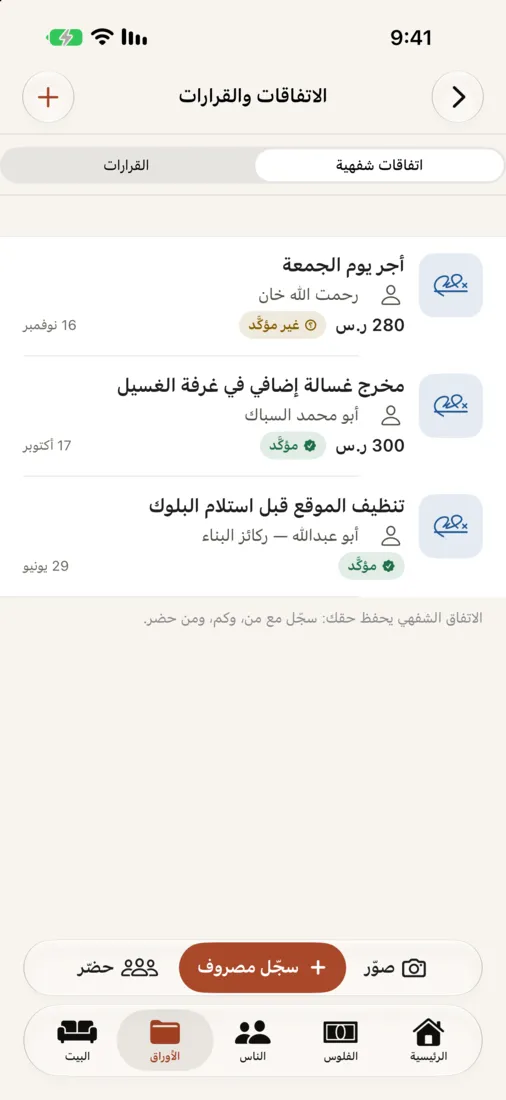 9:41
الاتفاقات والقرارات
اتفاقات شفهية
القرارات
أجر يوم الجمعة
رحمت الله خان
280 ر.س غير مؤكَّد 16 نوفمبر
مخرج غسالة إضافي في غرفة الغسيل
أبو محمد السباك
300 ر.س مؤكَّد 17 أكتوبر
تنظيف الموقع قبل استلام البلوك
أبو عبدالله — ركائز البناء
مؤكَّد 29 يونيو
الاتفاق الشفهي يحفظ حقك: سجّل مع من، وكم، ومن حضر.
صوّر
+ سجّل مصروف
حضّر
الرئيسية
الفلوس
الناس
الأوراق
البيت